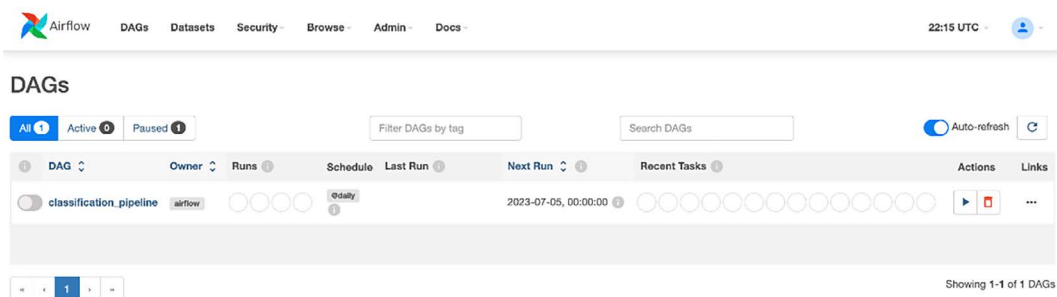 Airflow DAGs Datasets Security Browse Admin Docs 22:15 UTC
DAGs
All 1 Active 0 Paused 1 Filter DAGs by tag Search DAGs Auto-refresh
DAG Owner Runs Schedule Last Run Next Run Recent Tasks Actions Links
classification_pipeline airflow @daily 2023-07-05, 00:00:00
« ‹ 1 › » Showing 1-1 of 1 DAGs